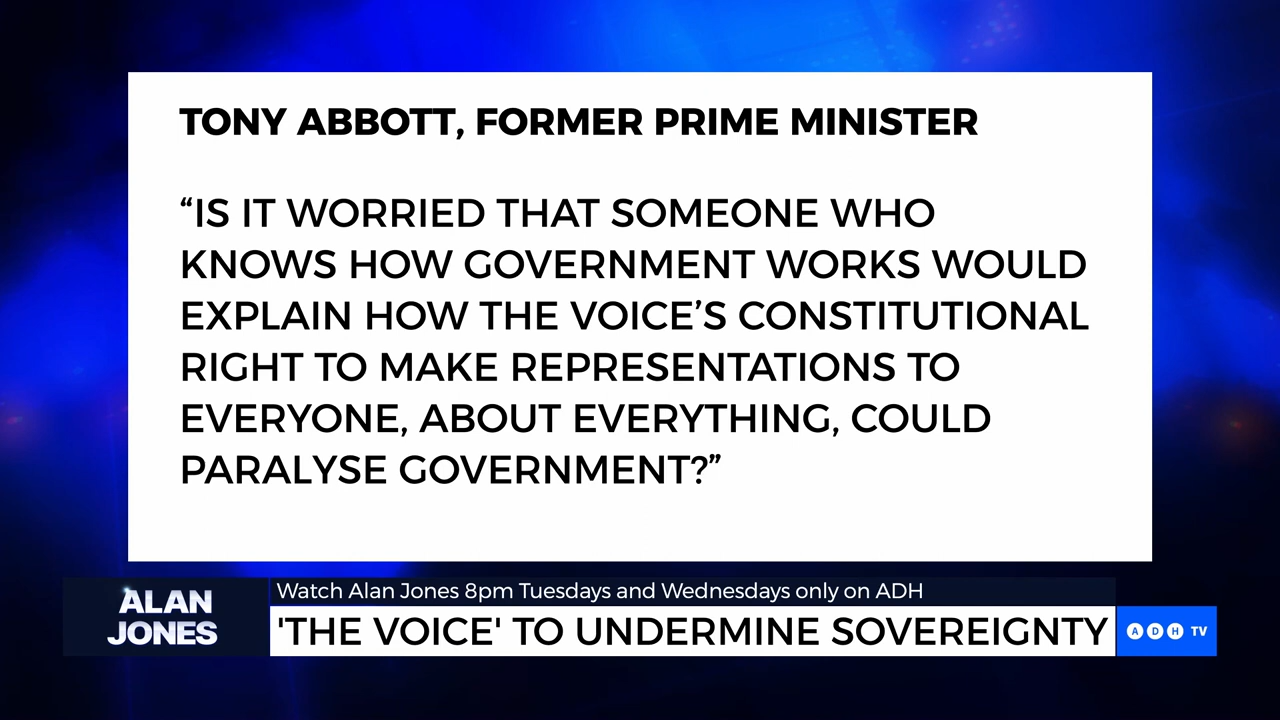 TONY ABBOTT, FORMER PRIME MINISTER
“IS IT WORRIED THAT SOMEONE WHO
KNOWS HOW GOVERNMENT WORKS WOULD
EXPLAIN HOW THE VOICE’S CONSTITUTIONAL
RIGHT TO MAKE REPRESENTATIONS TO
EVERYONE, ABOUT EVERYTHING, COULD
PARALYSE GOVERNMENT?”
Watch Alan Jones 8pm Tuesdays and Wednesdays only on ADH
ALAN
JONES
'THE VOICE' TO UNDERMINE SOVEREIGNTY
ADH TV